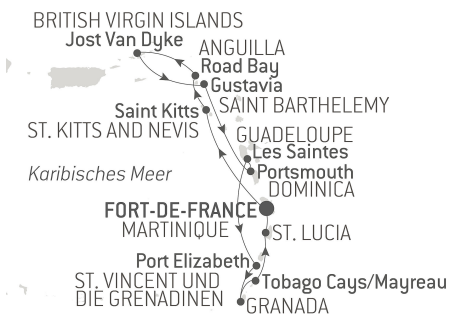 BRITISH VIRGIN ISLANDS
Jost Van Dyke
ANGUILLA
Road Bay
Gustavia
SAINT BARTHELEMY
Saint Kitts
ST. KITTS AND NEVIS
GUADELOUPE
Les Saintes
Karibisches Meer
Portsmouth
DOMINICA
FORT-DE-FRANCE
MARTINIQUE
ST. LUCIA
Port Elizabeth
ST. VINCENT UND
DIE GRENADINEN
Tobago Cays/Mayreau
GRANADA